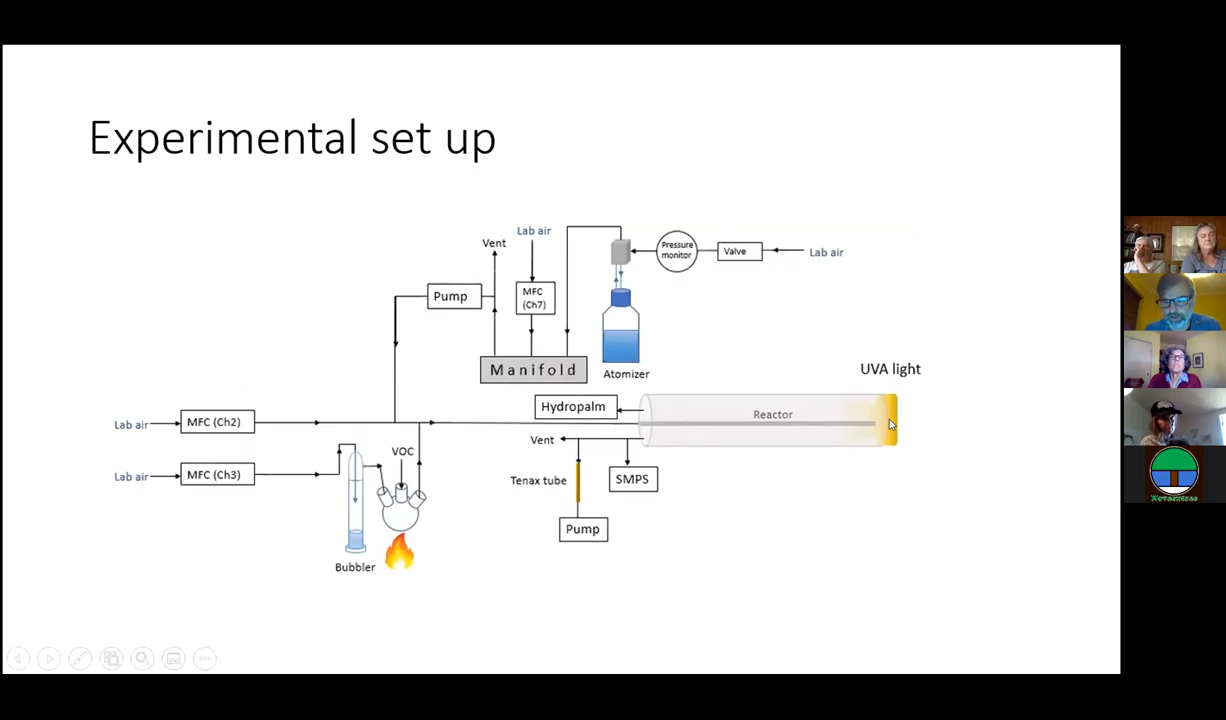 Experimental set up
Lab air
Vent
Pressure
monitor
Valve
Lab air
Pump
MFC
(Ch7)
Manifold
Atomizer
UVA light
Hydropalm
Reactor
Lab air
MFC (Ch2)
Vent
VOC
Lab air
MFC (Ch3)
Tenax tube
SMPS
Pump
Bubbler